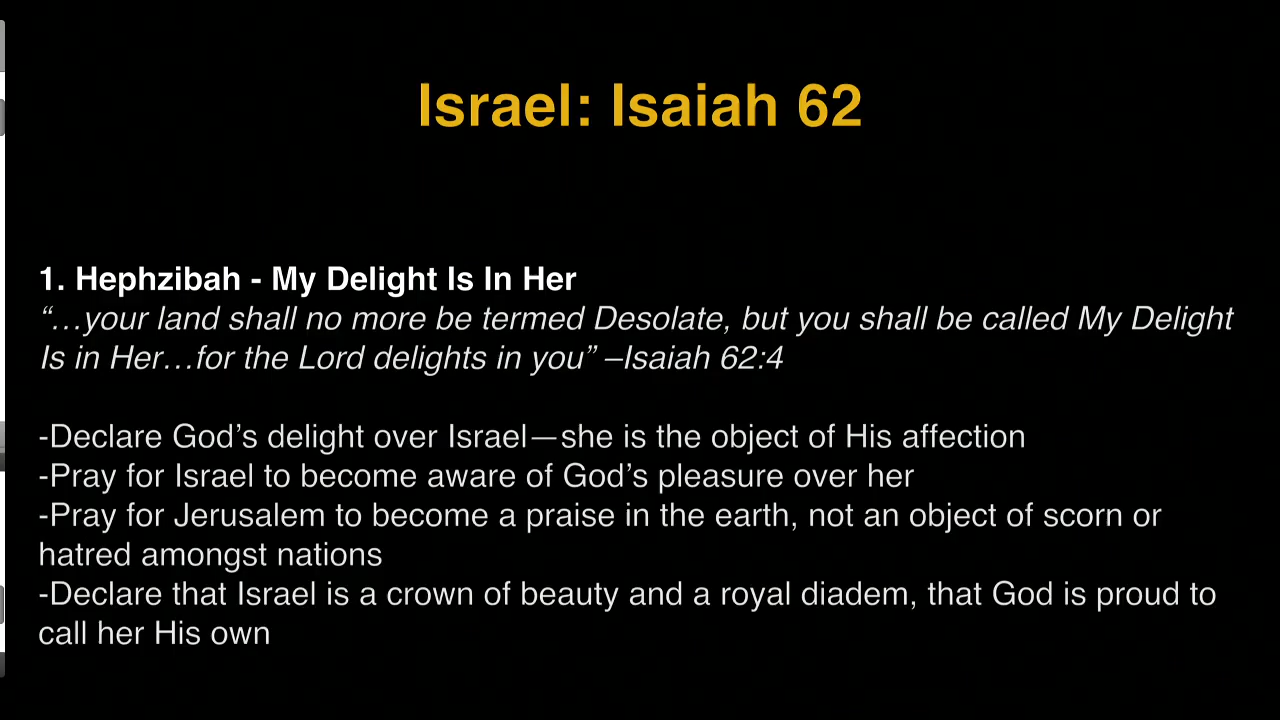 Israel: Isaiah 62
1. Hephzibah - My Delight Is In Her
“…your land shall no more be termed Desolate, but you shall be called My Delight
Is in Her…for the Lord delights in you” –Isaiah 62:4
-Declare God’s delight over Israel—she is the object of His affection
-Pray for Israel to become aware of God’s pleasure over her
-Pray for Jerusalem to become a praise in the earth, not an object of scorn or
hatred amongst nations
-Declare that Israel is a crown of beauty and a royal diadem, that God is proud to
call her His own